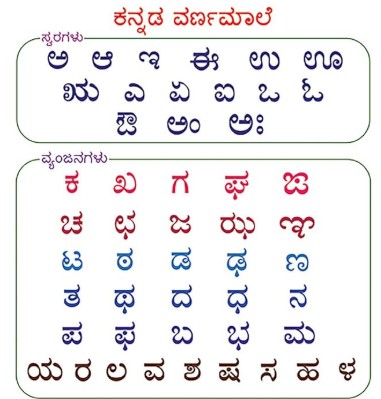 ಕನ್ನಡ ವರ್ಣಮಾಲೆ
ಸ್ವರಗಳು
ಅ ಆ ಇ ಈ ಉ ಊ
ಋ ಎ ಏ ಐ ಒ ಓ
ಔ ಅಂ ಅಃ
ವ್ಯಂಜನಗಳು
ಕ ಖ ಗ ಘ ಙ
ಚ ಛ ಜ ಝ ಞ
ಟ ಠ ಡ ಢ ಣ
ತ ಥ ದ ಧ ನ
ಪ ಫ ಬ ಭ ಮ
ಯ ರ ಲ ವ ಶ ಷ ಸ ಹ ಳ